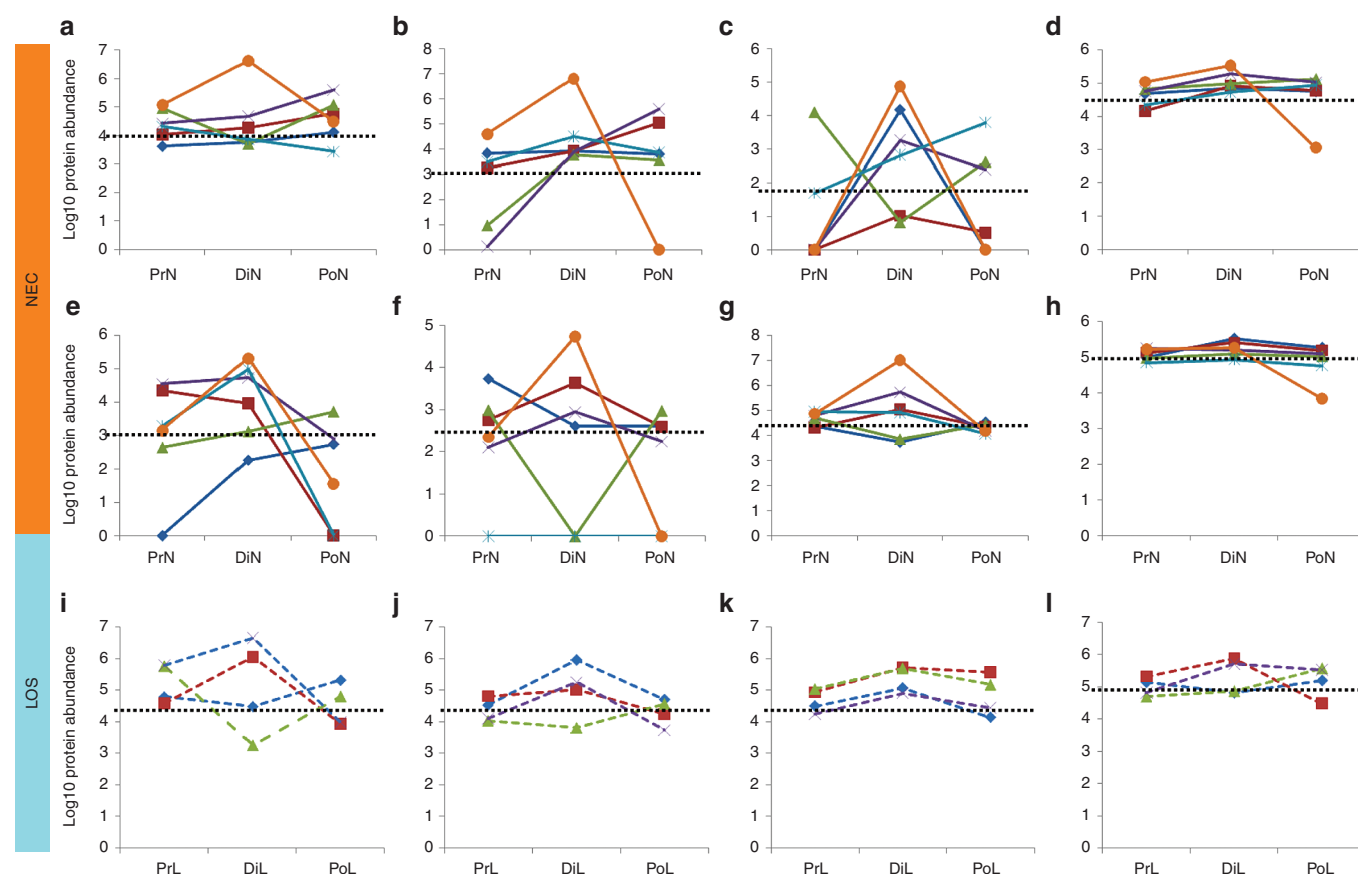 a b c d
Log10 protein abundance
7 6 5 4 3 2 1 0
PrN DiN PoN
8 7 6 5 4 3 2 1 0
PrN DiN PoN
6 5 4 3 2 1 0
PrN DiN PoN
6 5 4 3 2 1 0
PrN DiN PoN
NEC
e f g h
Log10 protein abundance
6 5 4 3 2 1 0
PrN DiN PoN
5 4 3 2 1 0
PrN DiN PoN
8 7 6 5 4 3 2 1 0
PrN DiN PoN
6 5 4 3 2 1 0
PrN DiN PoN
LOS
i j k l
Log10 protein abundance
7 6 5 4 3 2 1 0
PrL DiL PoL
7 6 5 4 3 2 1 0
PrL DiL PoL
7 6 5 4 3 2 1 0
PrL DiL PoL
7 6 5 4 3 2 1 0
PrL DiL PoL